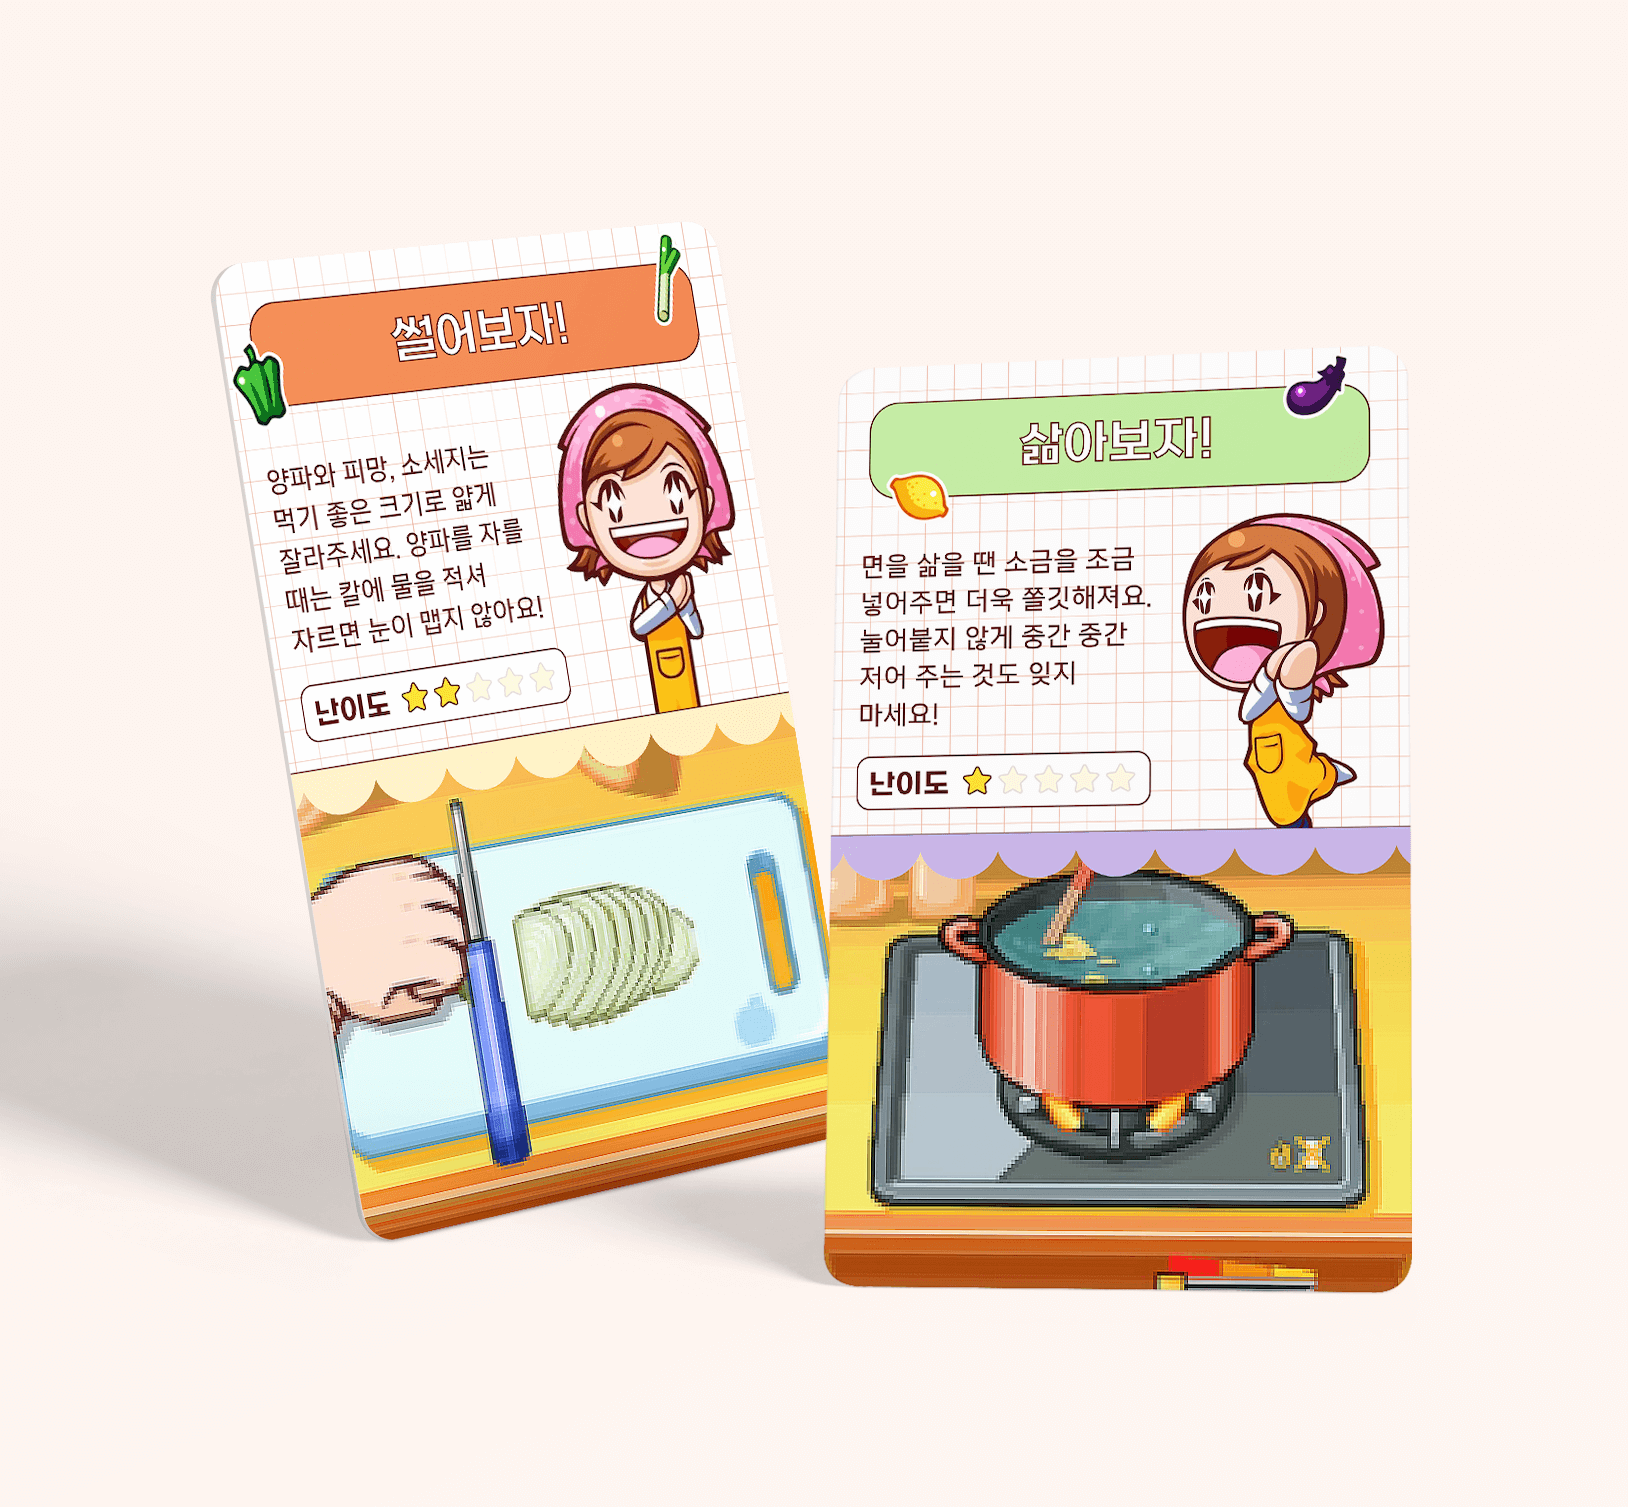 썰어보자!
양파와 피망, 소세지는
먹기 좋은 크기로 얇게
잘라주세요. 양파를 자를
때는 칼에 물을 적셔
자르면 눈이 맵지 않아요!
난이도
삶아보자!
면을 삶을 땐 소금을 조금
넣어주면 더욱 쫄깃해져요.
눌어붙지 않게 중간 중간
저어 주는 것도 잊지
마세요!
난이도